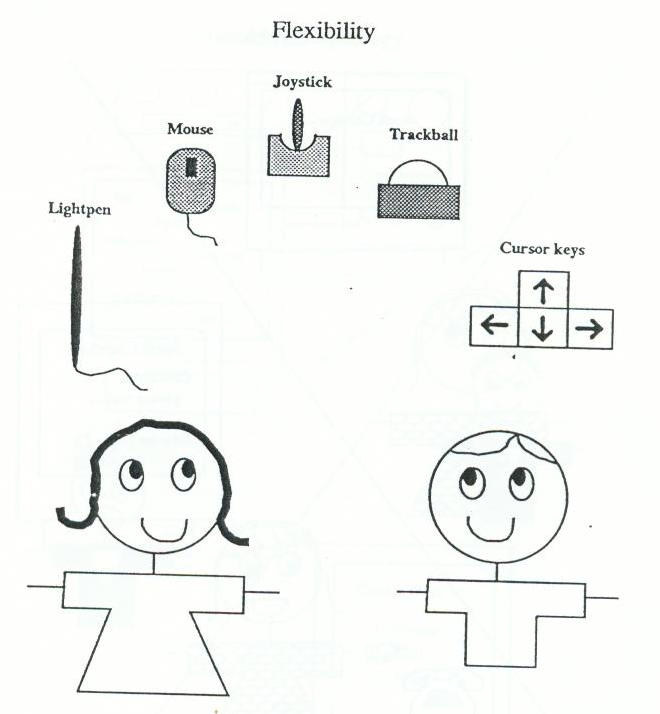 Flexibility
Joystick
Mouse
Trackball
Lightpen
Cursor keys